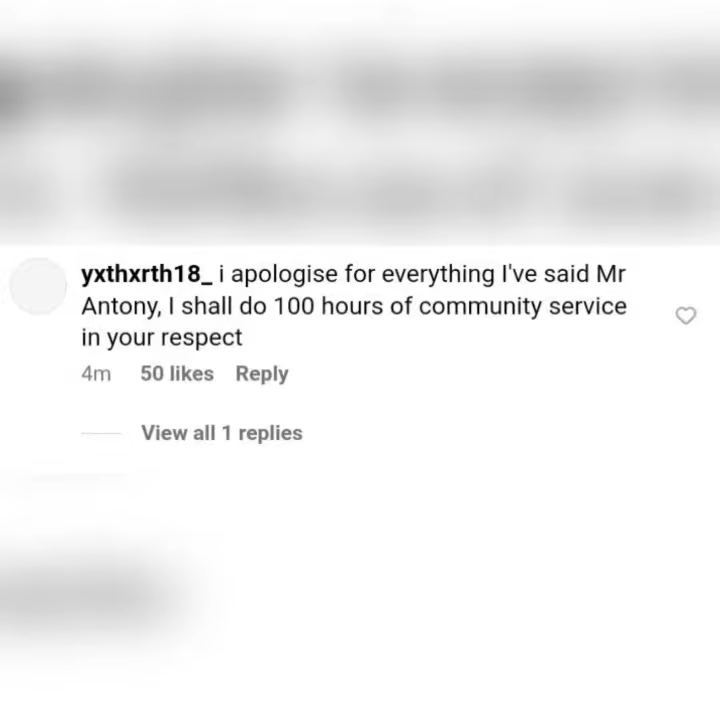 yxthxrth18_ i apologise for everything I've said Mr
Antony, I shall do 100 hours of community service
in your respect
4m 50 likes Reply
View all 1 replies